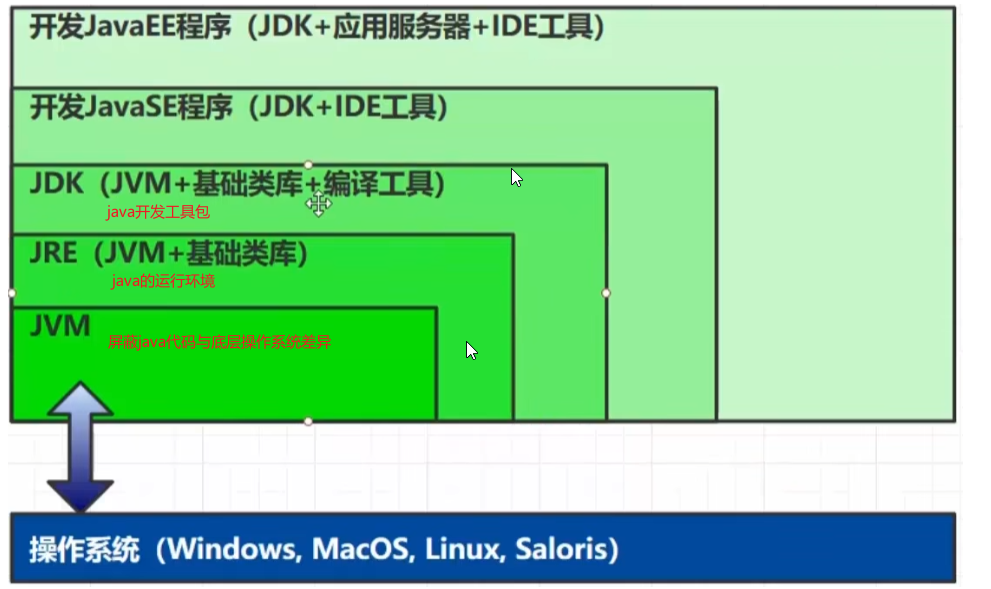 开发JavaEE程序（JDK+应用服务器+IDE工具）
开发JavaSE程序（JDK+IDE工具）
JDK（JVM+基础类库+编译工具）
java开发工具包
JRE（JVM+基础类库）
java的运行环境
JVM
屏蔽java代码与底层操作系统差异
操作系统（Windows, MacOS, Linux, Saloris）